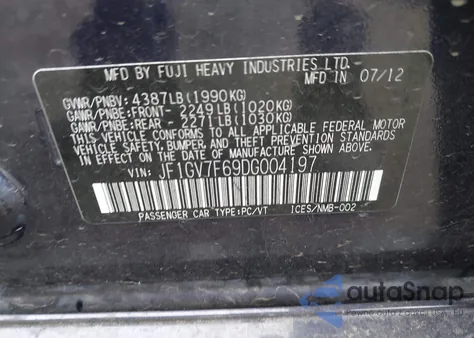 MFD BY FUJI HEAVY INDUSTRIES LTD.
MFD IN 07/12
GVWR/PNBV: 4387LB(1990KG)
GAWR/PNBE:FRONT- 2249LB(1020KG)
GAWR/PNBE:REAR - 2271LB(1030KG)
THIS VEHICLE CONFORMS TO ALL APPLICABLE FEDERAL MOTOR
VEHICLE SAFETY, BUMPER, AND THEFT PREVENTION STANDARDS
IN EFFECT ON THE DATE OF MANUFACTURE SHOWN ABOVE.
VIN: JF1GV7F69DG004197
PASSENGER CAR TYPE:PC/VT ICES/NMB-002
autoSnap